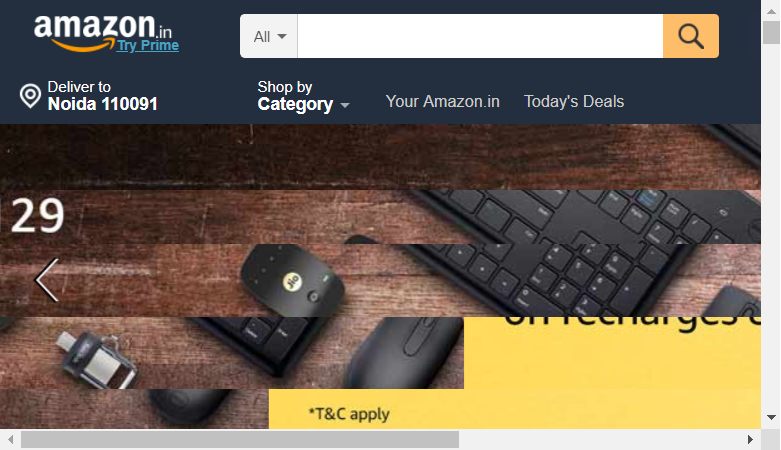 amazon.in
Try Prime
All
Deliver to
Noida 110091
Shop by
Category
Your Amazon.in
Today's Deals
29
Jio
on recharges
*T&C apply